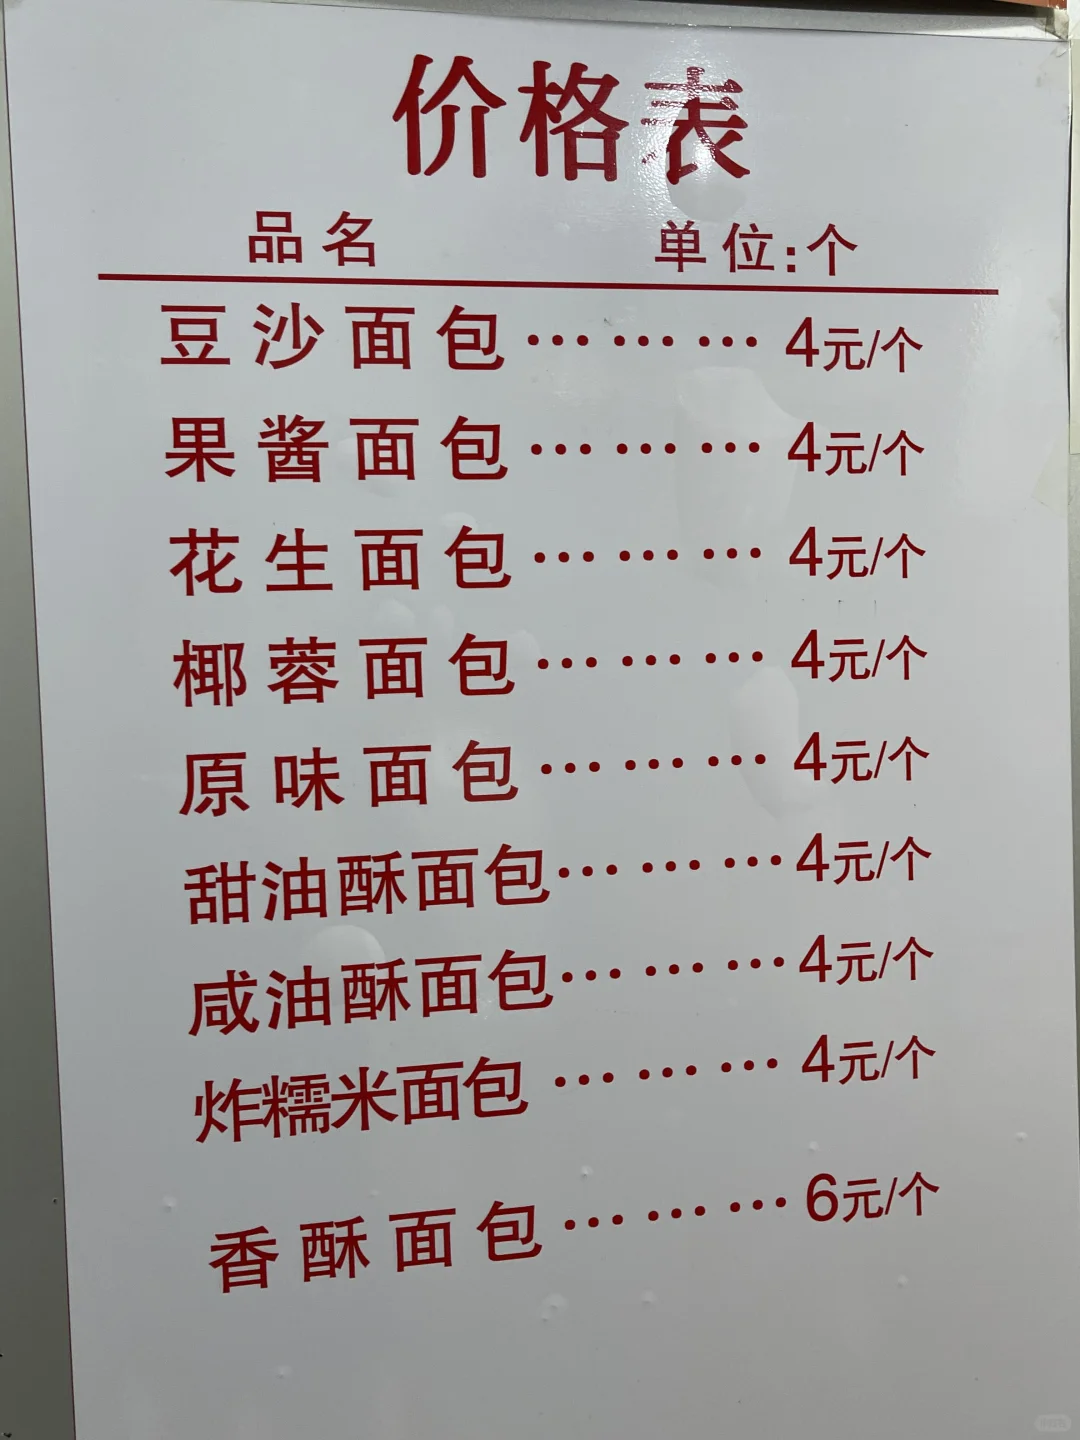 价格表
品名 单位:个
豆沙面包………4元/个
果酱面包………4元/个
花生面包………4元/个
椰蓉面包………4元/个
原味面包………4元/个
甜油酥面包………4元/个
咸油酥面包………4元/个
炸糯米面包………4元/个
香酥面包………6元/个